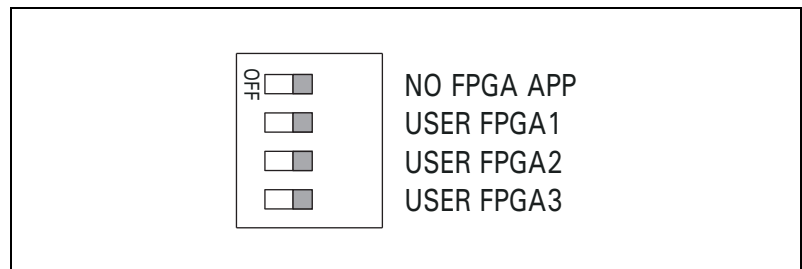 OFF
NO FPGA APP
USER FPGA1
USER FPGA2
USER FPGA3